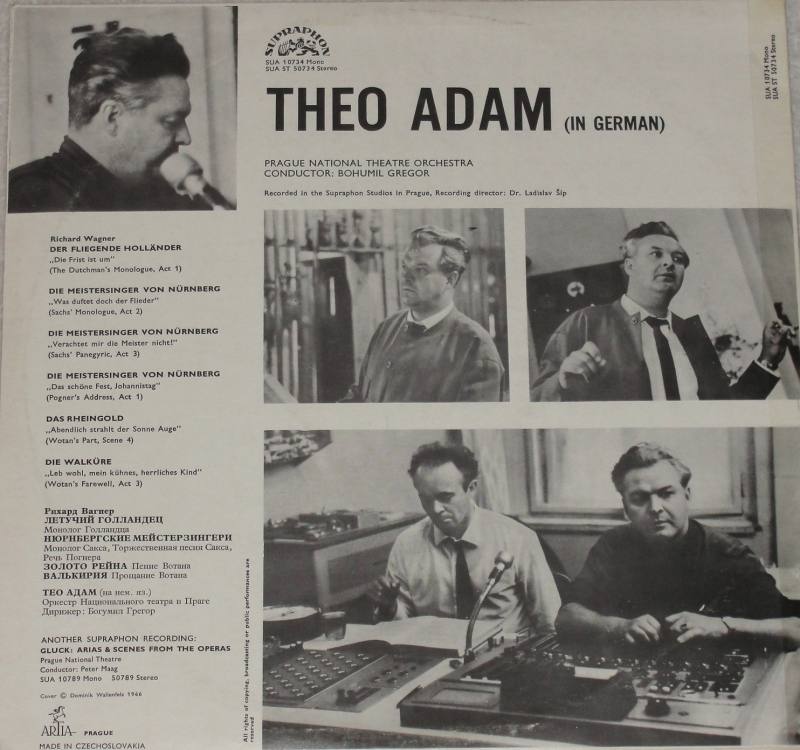 SUPRAPHON
SUA 10734 Mono
SUA ST 50734 Stereo
SUA 10734 Mono
SUA ST 50734 Stereo
THEO ADAM (IN GERMAN)
PRAGUE NATIONAL THEATRE ORCHESTRA
CONDUCTOR: BOHUMIL GREGOR
Recorded in the Supraphon Studios in Prague, Recording director: Dr. Ladislav Šíp
Richard Wagner
DER FLIEGENDE HOLLÄNDER
„Die Frist ist um"
(The Dutchman's Monologue, Act 1)
DIE MEISTERSINGER VON NÜRNBERG
„Was duftet doch der Flieder"
(Sachs' Monologue, Act 2)
DIE MEISTERSINGER VON NÜRNBERG
„Verachtet mir die Meister nicht!"
(Sachs' Panegyric, Act 3)
DIE MEISTERSINGER VON NÜRNBERG
„Das schöne Fest, Johannistag"
(Pogner's Address, Act 1)
DAS RHEINGOLD
„Abendlich strahlt der Sonne Auge"
(Wotan's Part, Scene 4)
DIE WALKÜRE
„Leb wohl, mein kühnes, herrliches Kind"
(Wotan's Farewell, Act 3)
Рихард Вагнер
ЛЕТУЧИЙ ГОЛЛАНДЕЦ
Монолог Голландца
НЮРНБЕРГСКИЕ МЕЙСТЕРЗИНГЕРИ
Монолог Сакса, Торжественная песня Сакса,
Речь Погнера
ЗОЛОТО РЕЙНА Пение Вотана
ВАЛЬКИРИЯ Прощание Вотана
ТЕО АДАМ (на нем. яз.)
Оркестр Национального театра в Праге
Дирижер: Богумил Грегор
ANOTHER SUPRAPHON RECORDING:
GLUCK: ARIAS & SCENES FROM THE OPERAS
Prague National Theatre
Conductor: Peter Maag
SUA 10789 Mono 50789 Stereo
Cover © Dominik Wallenfels 1966
ARTIA PRAGUE
MADE IN CZECHOSLOVAKIA
All rights of copying, broadcasting or public performances are
reserved